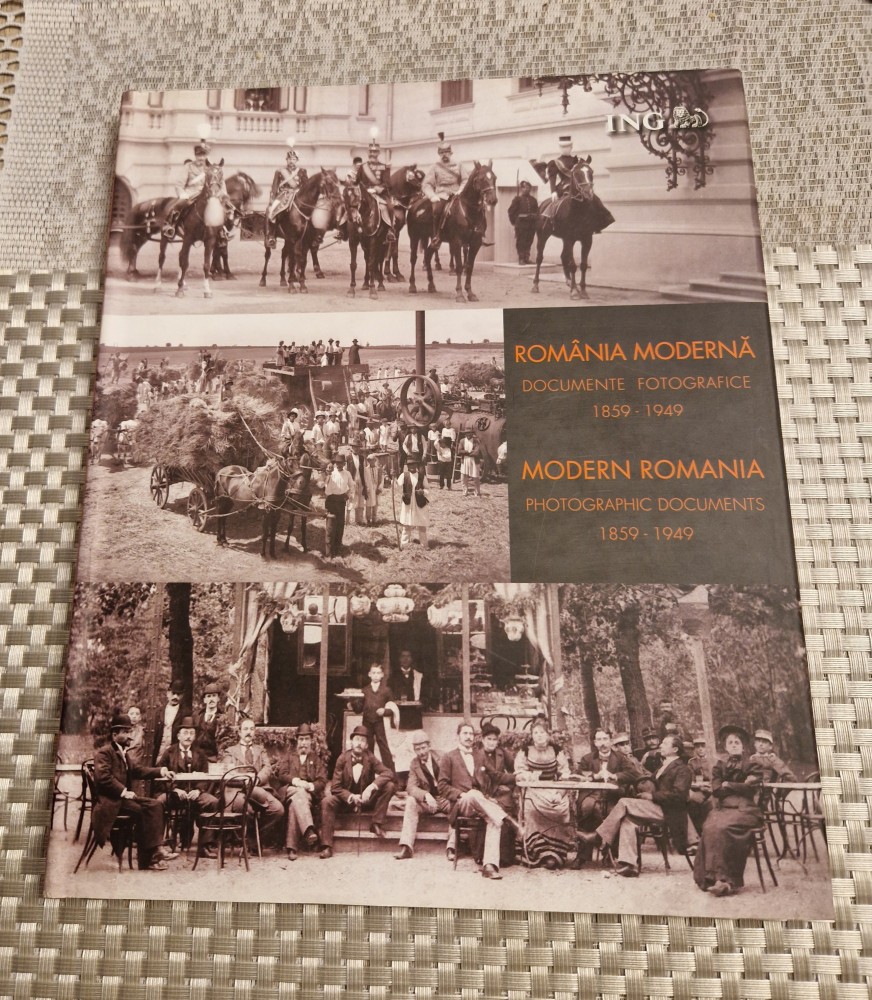 ING
ROMÂNIA MODERNĂ
DOCUMENTE FOTOGRAFICE
1859 - 1949
MODERN ROMANIA
PHOTOGRAPHIC DOCUMENTS
1859 - 1949